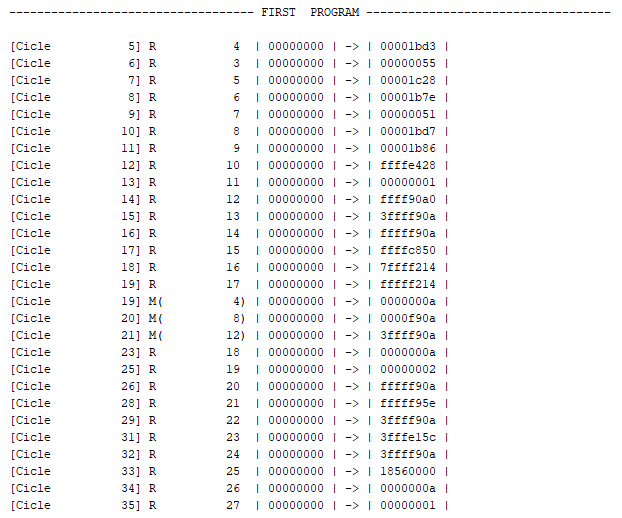 ----------------------------------- FIRST  PROGRAM -----------------------------------
[Cicle           5] R           4  | 00000000 | -> | 00001bd3 |
[Cicle           6] R           3  | 00000000 | -> | 00000055 |
[Cicle           7] R           5  | 00000000 | -> | 00001c28 |
[Cicle           8] R           6  | 00000000 | -> | 00001b7e |
[Cicle           9] R           7  | 00000000 | -> | 00000051 |
[Cicle          10] R           8  | 00000000 | -> | 00001bd7 |
[Cicle          11] R           9  | 00000000 | -> | 00001b86 |
[Cicle          12] R          10  | 00000000 | -> | ffffe428 |
[Cicle          13] R          11  | 00000000 | -> | 00000001 |
[Cicle          14] R          12  | 00000000 | -> | ffff90a0 |
[Cicle          15] R          13  | 00000000 | -> | 3ffff90a |
[Cicle          16] R          14  | 00000000 | -> | fffff90a |
[Cicle          17] R          15  | 00000000 | -> | ffffc850 |
[Cicle          18] R          16  | 00000000 | -> | 7ffff214 |
[Cicle          19] R          17  | 00000000 | -> | fffff214 |
[Cicle          19] M(          4) | 00000000 | -> | 0000000a |
[Cicle          20] M(          8) | 00000000 | -> | 0000f90a |
[Cicle          21] M(         12) | 00000000 | -> | 3ffff90a |
[Cicle          23] R          18  | 00000000 | -> | 0000000a |
[Cicle          25] R          19  | 00000000 | -> | 00000002 |
[Cicle          26] R          20  | 00000000 | -> | fffff90a |
[Cicle          28] R          21  | 00000000 | -> | fffff95e |
[Cicle          29] R          22  | 00000000 | -> | 3ffff90a |
[Cicle          31] R          23  | 00000000 | -> | 3fffe15c |
[Cicle          32] R          24  | 00000000 | -> | 3ffff90a |
[Cicle          33] R          25  | 00000000 | -> | 18560000 |
[Cicle          34] R          26  | 00000000 | -> | 0000000a |
[Cicle          35] R          27  | 00000000 | -> | 00000001 |